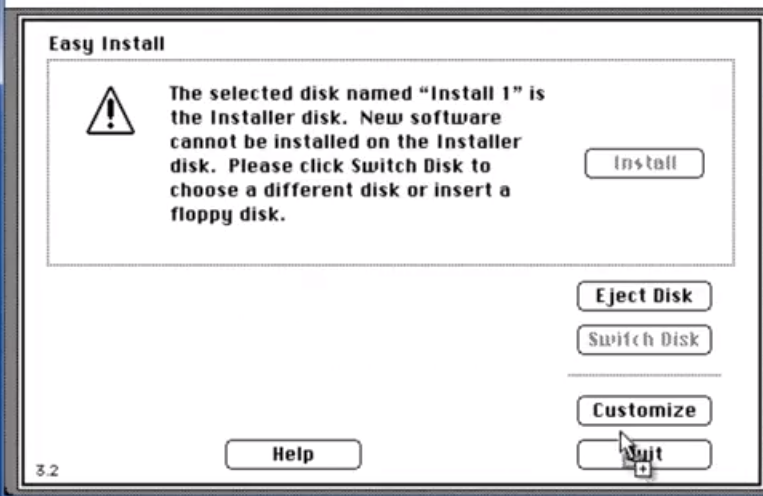 Easy Install
The selected disk named “Install 1” is
the Installer disk. New software
cannot be installed on the Installer
disk. Please click Switch Disk to
choose a different disk or insert a
floppy disk.
Install
Eject Disk
Switch Disk
Customize
Help
Quit
3.2